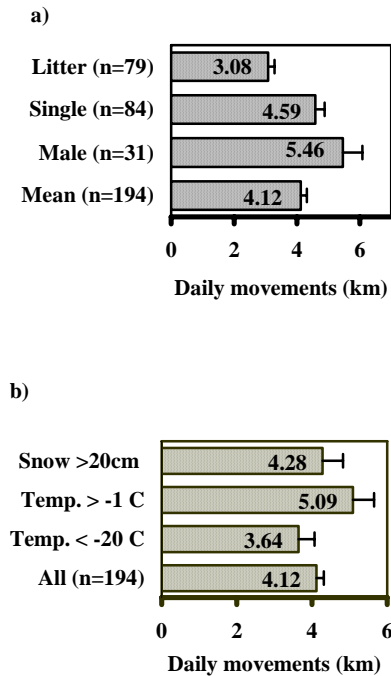 a)
Litter (n=79) 3.08
Single (n=84) 4.59
Male (n=31) 5.46
Mean (n=194) 4.12
0 2 4 6
Daily movements (km)
b)
Snow >20cm 4.28
Temp. > -1 C 5.09
Temp. < -20 C 3.64
All (n=194) 4.12
0 2 4 6
Daily movements (km)